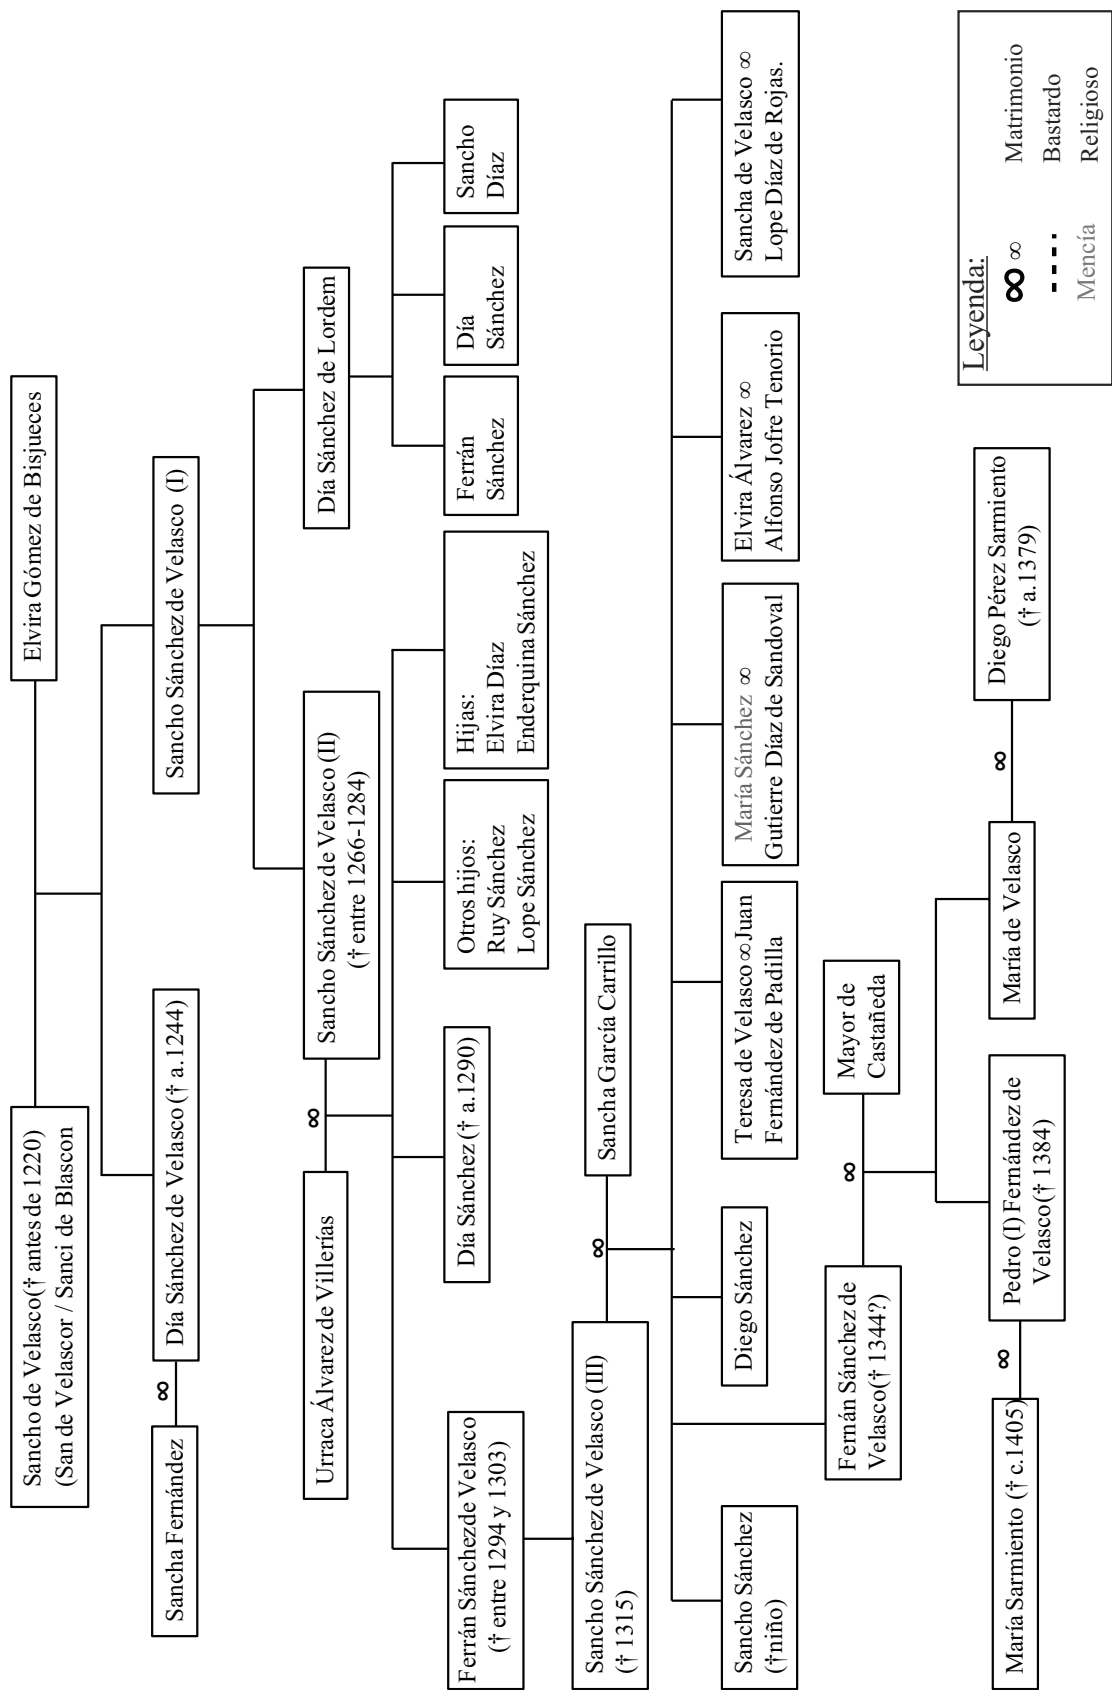 Sancho de Velasco(† antes de 1220)
(San de Velascor / Sanci de Blascon
Elvira Gómez de Bisjueces
Sancha Fernández
∞
Día Sánchez de Velasco(† a.1244)
Sancho Sánchez de Velasco (I)
Urraca Álvarez de Villerías
∞
Sancho Sánchez de Velasco (II)
(† entre 1266-1284)
Día Sánchez de Lordem
Ferrán Sánchez de Velasco
(† entre 1294 y 1303)
Día Sánchez († a.1290)
Otros hijos:
Ruy Sánchez
Lope Sánchez
Hijas:
Elvira Díaz
Enderquina Sánchez
Ferrán
Sánchez
Día
Sánchez
Sancho
Díaz
Sancho Sánchez de Velasco (III)
(† 1315)
∞
Sancha García Carrillo
Sancho Sánchez
(†niño)
Diego Sánchez
Teresa de Velasco∞Juan
Fernández de Padilla
María Sánchez ∞
Gutierre Díaz de Sandoval
Elvira Álvarez ∞
Alfonso Jofre Tenorio
Sancha de Velasco ∞
Lope Díaz de Rojas.
Fernán Sánchez de
Velasco(† 1344?)
∞
Mayor de
Castañeda
María Sarmiento († c.1405)
∞
Pedro (I) Fernández de
Velasco(† 1384)
María de Velasco
∞
Diego Pérez Sarmiento
(† a.1379)
Leyenda:
∞ ∞ Matrimonio
Bastardo
Mencía Religioso